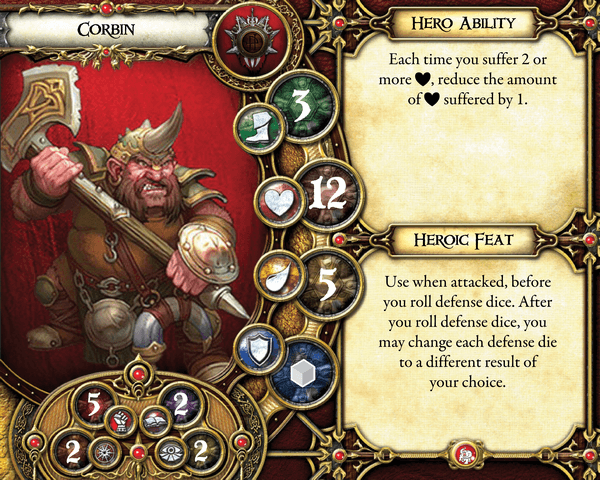 Corbin
3
12
5
5
2
2
2
Hero Ability
Each time you suffer 2 or
more ♥, reduce the amount
of ♥ suffered by 1.
Heroic Feat
Use when attacked, before
you roll defense dice. After
you roll defense dice, you
may change each defense die
to a different result of
your choice.